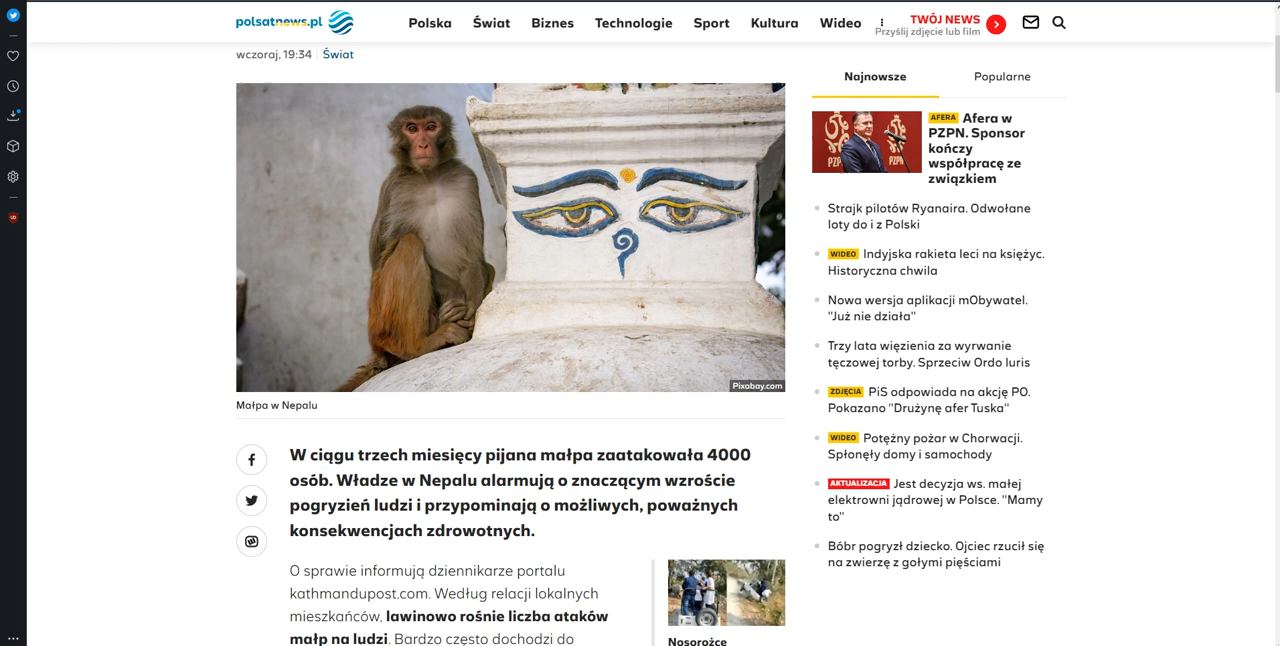 polsatnews.pl
Polska
Świat
Biznes
Technologie
Sport
Kultura
Wideo
TWÓJ NEWS
Przyślij zdjęcie lub film
wczoraj, 19:34
Świat
Pixabay.com
Małpa w Nepalu
W ciągu trzech miesięcy pijana małpa zaatakowała 4000
osób. Władze w Nepalu alarmują o znaczącym wzroście
pogryzień ludzi i przypominają o możliwych, poważnych
konsekwencjach zdrowotnych.
O sprawie informują dziennikarze portalu
kathmandupost.com. Według relacji lokalnych
mieszkańców, lawinowo rośnie liczba ataków
małp na ludzi. Bardzo często dochodzi do
Nosorożce
Najnowsze
Popularne
AFERA Afera w
PZPN. Sponsor
kończy
współpracę ze
związkiem
Strajk pilotów Ryanaira. Odwołane
loty do i z Polski
WIDEO Indyjska rakieta leci na księżyc.
Historyczna chwila
Nowa wersja aplikacji mObywatel.
"Już nie działa"
Trzy lata więzienia za wyrwanie
tęczowej torby. Sprzeciw Ordo Iuris
ZDJĘCIA PiS odpowiada na akcję PO.
Pokazano "Drużynę afer Tuska"
WIDEO Potężny pożar w Chorwacji.
Spłonęły domy i samochody
AKTUALIZACJA Jest decyzja ws. małej
elektrowni jądrowej w Polsce. "Mamy
to"
Bóbr pogryzł dziecko. Ojciec rzucił się
na zwierzę z gołymi pięściami